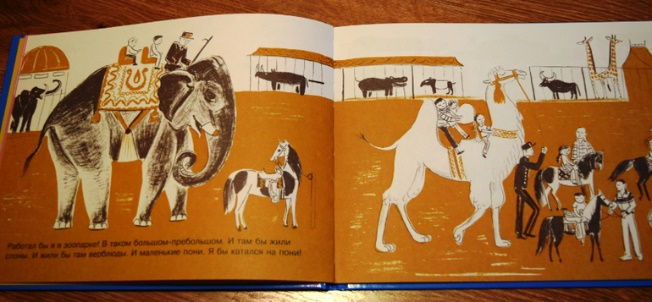 Работал бы я в зоопарке! В таком большом-пребольшом. И там бы жили
слоны. И жили бы там верблюды. И маленькие пони. Я бы катался на пони!